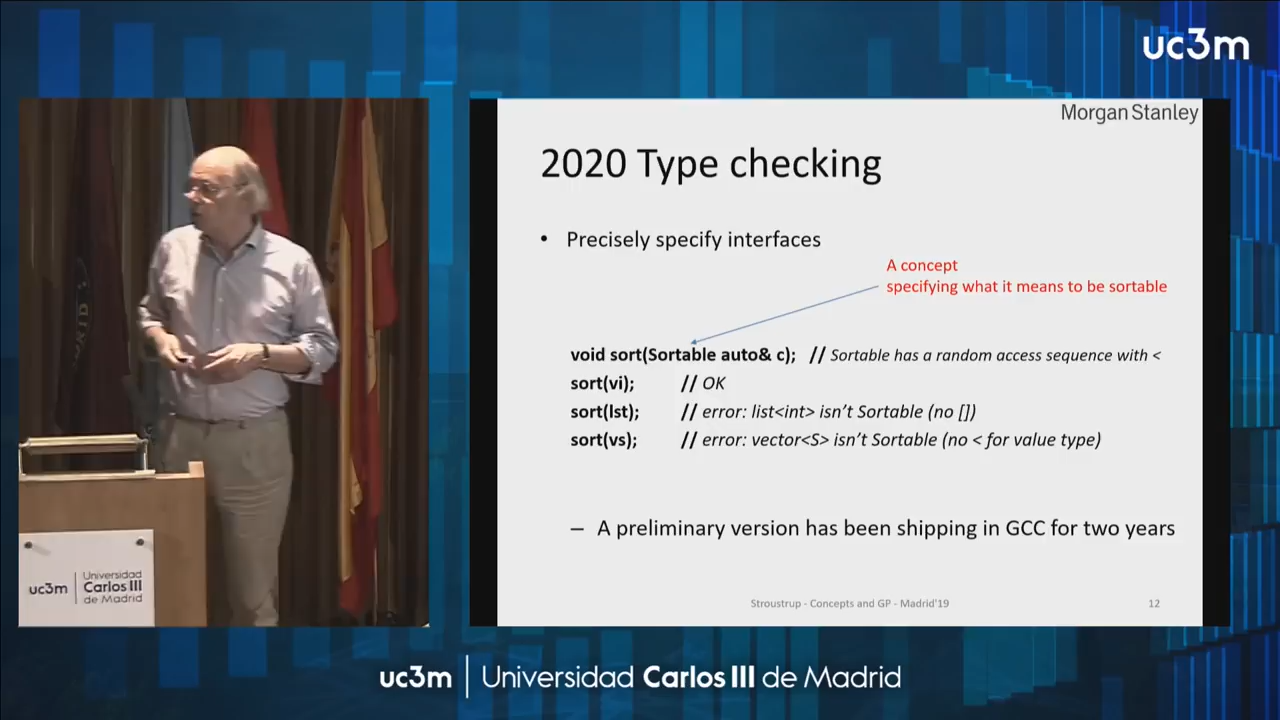 uc3m
Morgan Stanley
2020 Type checking
• Precisely specify interfaces
A concept
specifying what it means to be sortable
void sort(Sortable auto& c); // Sortable has a random access sequence with <
sort(vi); // OK
sort(lst); // error: list<int> isn't Sortable (no [])
sort(vs); // error: vector<S> isn't Sortable (no < for value type)
– A preliminary version has been shipping in GCC for two years
Stroustrup - Concepts and GP - Madrid'19
12
uc3m
Universidad
Carlos III
de Madrid
uc3m | Universidad Carlos III de Madrid